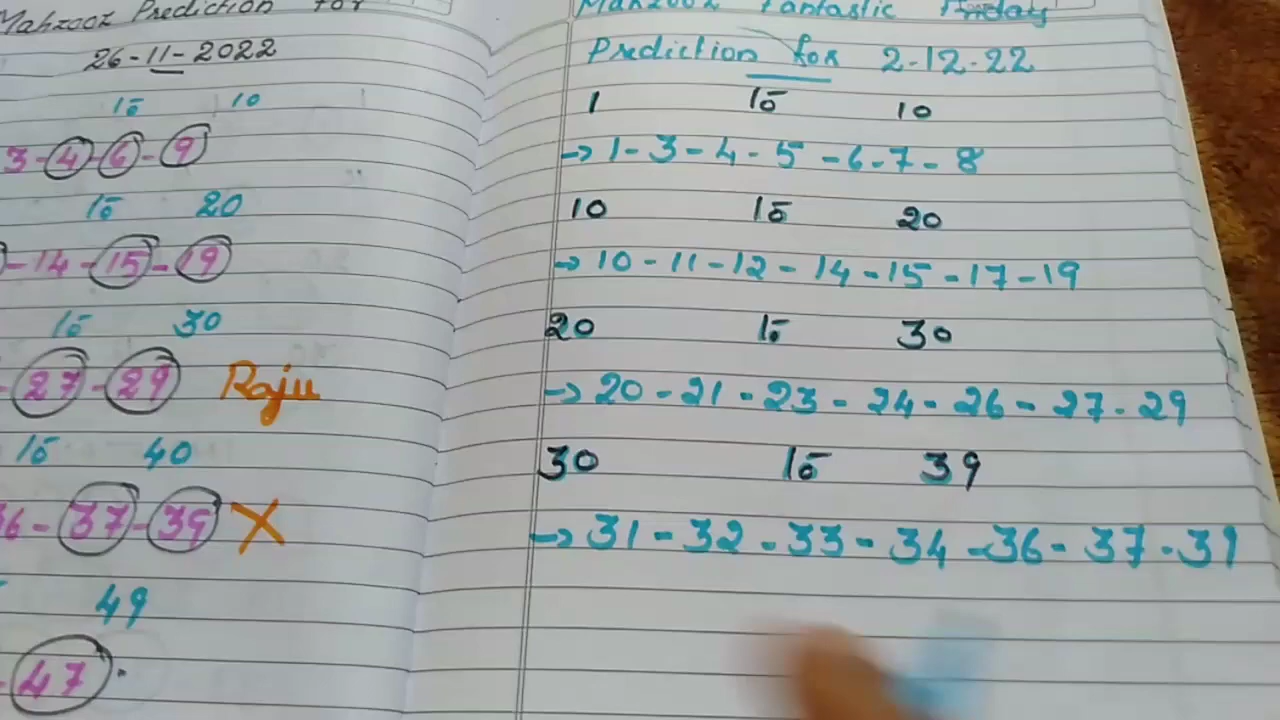 Mahzooz Prediction for
26-11-2022
15 10
3-4-6-9
15 20
-14-15-19
15 30
-27-29 Raju
15 40
36-37-39 X
49
-47.
Mahzooz Fantastic Friday
Prediction for 2-12-22
1 15 10
→1-3-4-5-6-7-8
10 15 20
→10-11-12-14-15-17-19
20 15 30
→20-21-23-24-26-27-29
30 15 39
→31-32-33-34-36-37-39